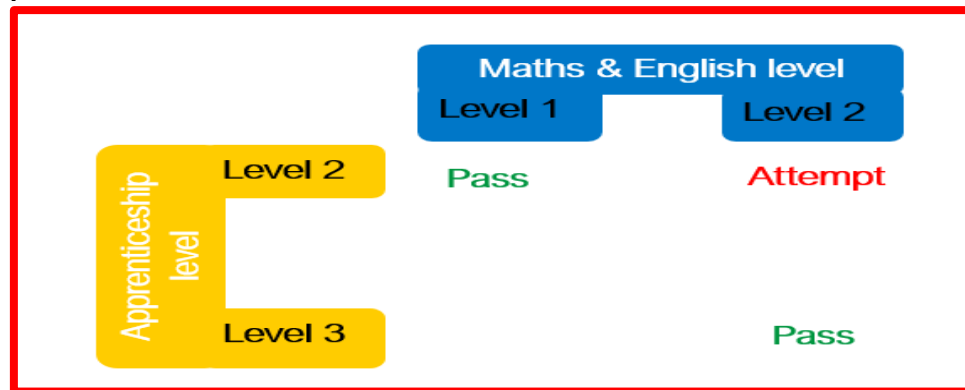 Maths & English level
Level 1
Level 2
Apprenticeship
level
Level 2
Pass
Attempt
Level 3
Pass